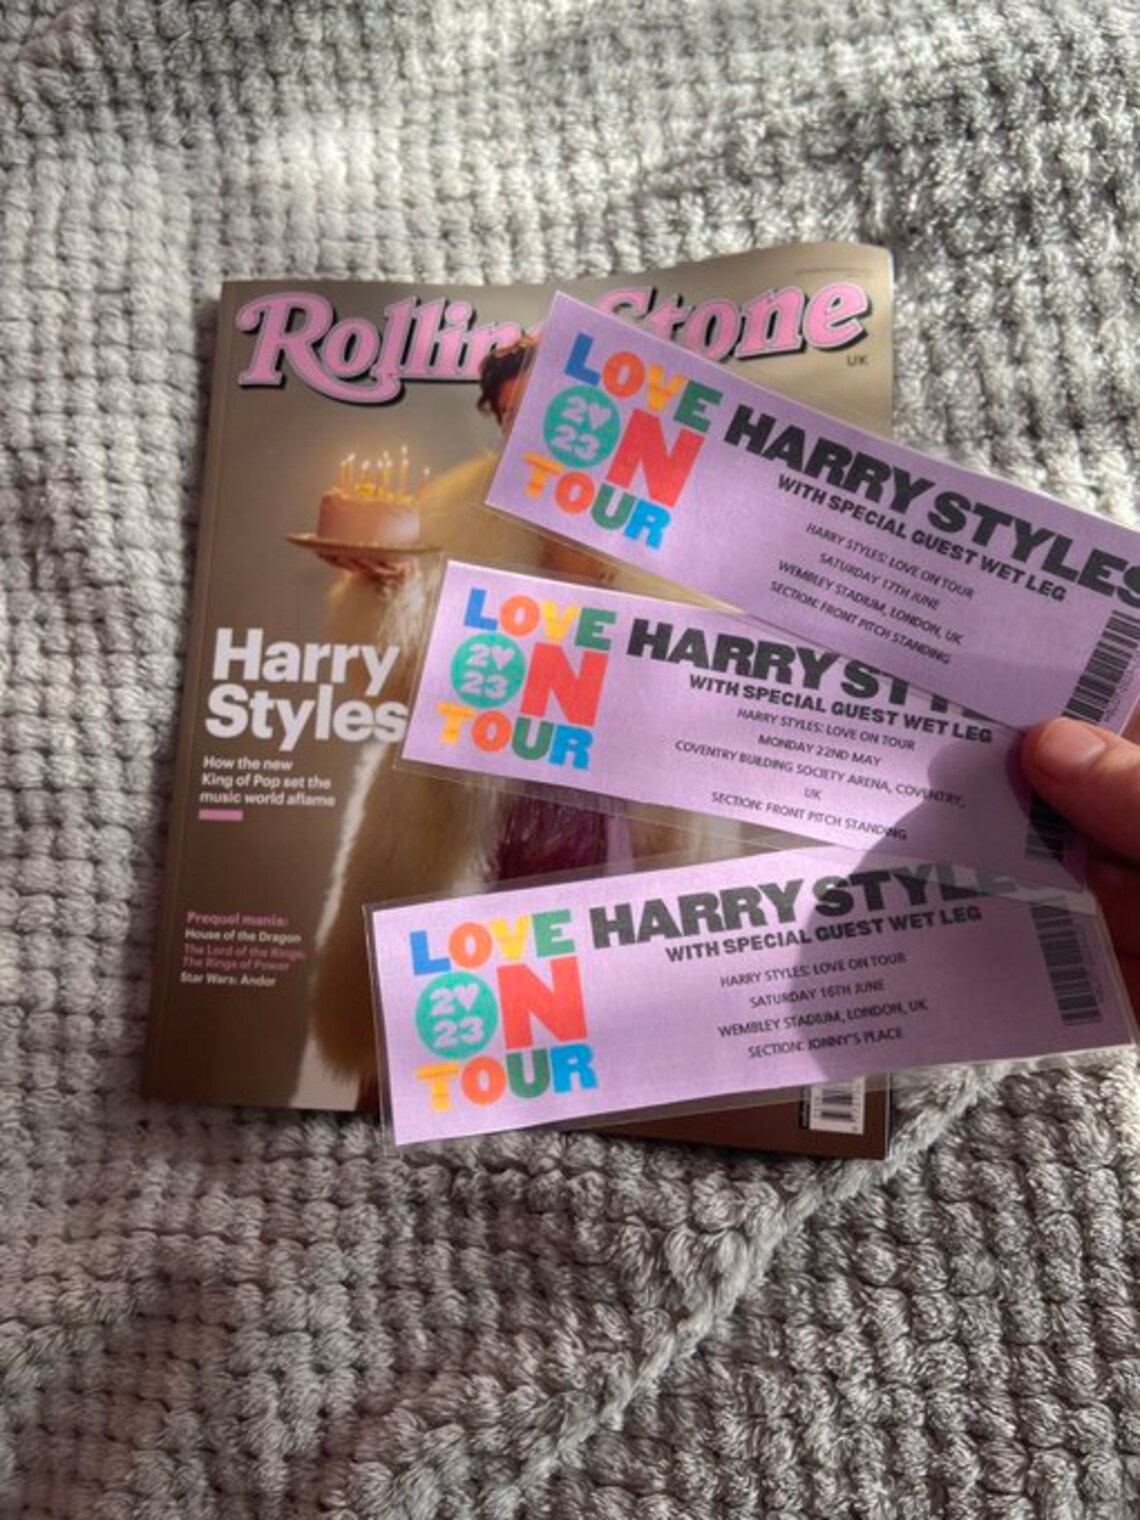 Rolling Stone
UK
Harry
Styles
How the new
King of Pop set the
music world aflame
Prequel mania:
House of the Dragon
The Lord of the Rings:
The Rings of Power
Star Wars: Andor
LOVE
ON
20
23
TOUR
HARRY STYLES
WITH SPECIAL GUEST WET LEG
HARRY STYLES: LOVE ON TOUR
SATURDAY 17TH JUNE
WEMBLEY STADIUM, LONDON, UK
SECTION: FRONT PITCH STANDING
LOVE
ON
2♥
23
TOUR
HARRY STYLES
WITH SPECIAL GUEST WET LEG
HARRY STYLES: LOVE ON TOUR
MONDAY 22ND MAY
COVENTRY BUILDING SOCIETY ARENA, COVENTRY,
UK
SECTION: FRONT PITCH STANDING
LOVE
ON
2♥
23
TOUR
HARRY STYLES
WITH SPECIAL GUEST WET LEG
HARRY STYLES: LOVE ON TOUR
SATURDAY 16TH JUNE
WEMBLEY STADIUM, LONDON, UK
SECTION: JONNY'S PLACE